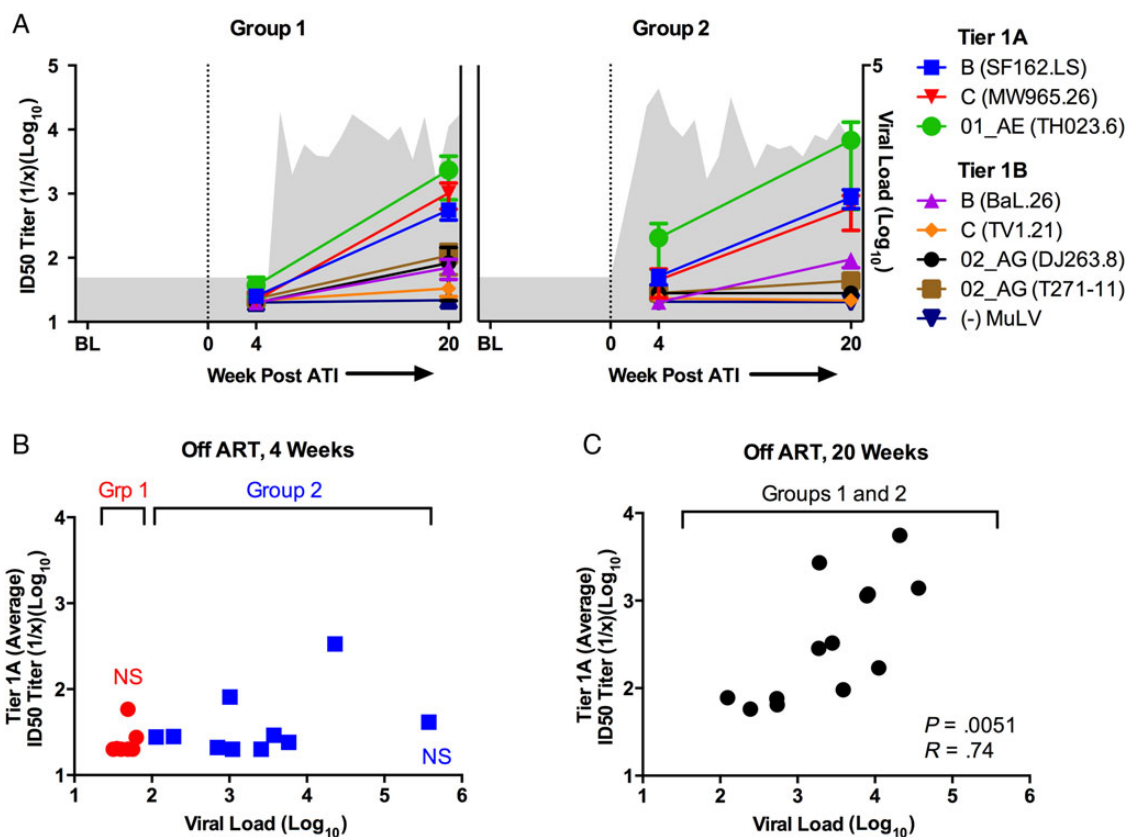 A
Group 1
Group 2
ID50 Titer (1/x)(Log10)
5
4
3
2
1
BL
0
4
20
Week Post ATI
BL
0
4
20
Week Post ATI
5
Viral Load (Log10)
1
Tier 1A
B (SF162.LS)
C (MW965.26)
01_AE (TH023.6)
Tier 1B
B (BaL.26)
C (TV1.21)
02_AG (DJ263.8)
02_AG (T271-11)
(-) MuLV
B
Off ART, 4 Weeks
Grp 1
Group 2
Tier 1A (Average)
ID50 Titer (1/x)(Log10)
4
3
2
1
NS
NS
1
2
3
4
5
6
Viral Load (Log10)
C
Off ART, 20 Weeks
Groups 1 and 2
Tier 1A (Average)
ID50 Titer (1/x)(Log10)
4
3
2
1
P = .0051
R = .74
1
2
3
4
5
6
Viral Load (Log10)